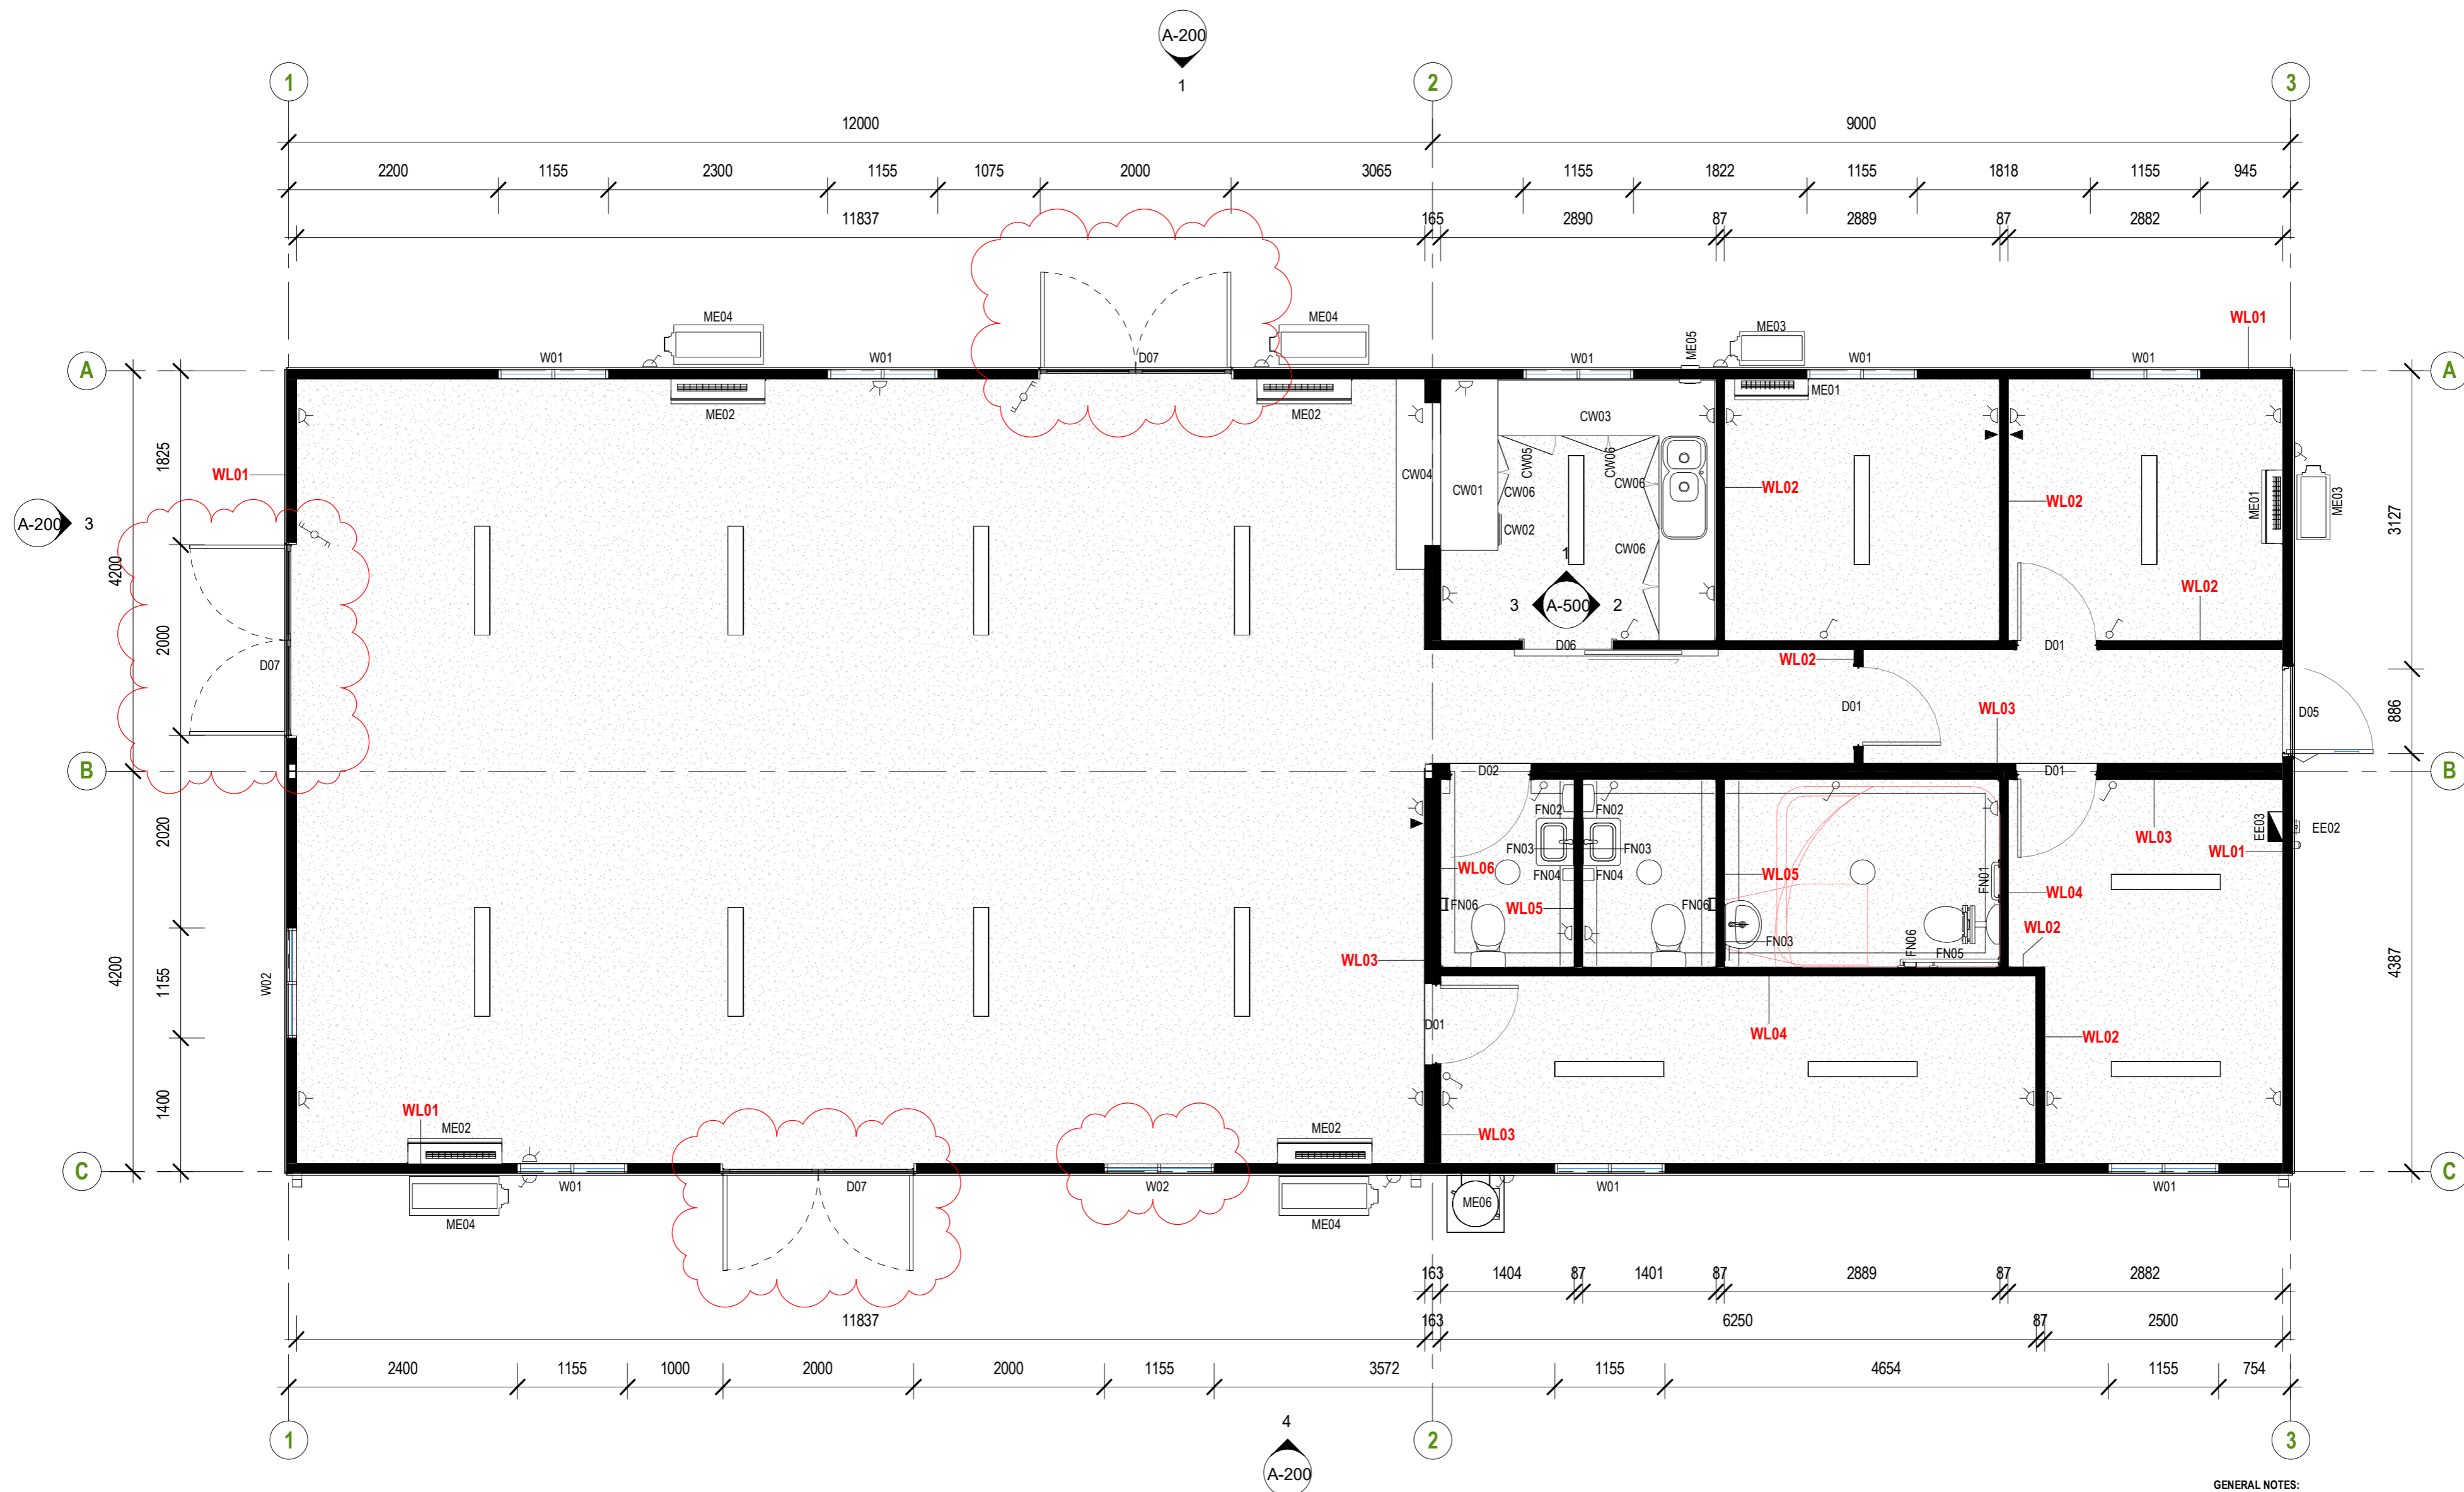 A-200
1
1
2
3
12000
9000
2200
1155
2300
1155
1075
2000
3065
1155
1822
1155
1818
1155
945
11837
165
2890
87
2889
87
2882
ME04
ME04
ME05
ME03
WL01
A
W01
W01
D07
W01
W01
W01
A
ME02
ME02
ME01
CW03
1825
WL01
CW04
CW01
CW05
CW06
CW06
CW06
WL02
WL02
ME01
ME03
3127
A-200
3
CW02
CW06
4200
1
3
A-500
2
WL02
2000
D07
D06
WL02
D01
D01
WL03
D05
886
B
D02
D01
B
2020
FN02
FN02
EE03
EE02
FN03
FN03
WL03
WL01
WL06
FN04
FN04
WL05
FN01
WL04
FN06
WL05
FN06
WL02
FN03
FN06
FN05
WL03
4200
1155
W02
4387
D01
WL04
WL02
1400
WL01
ME02
ME02
WL03
C
C
W01
D07
W02
W01
W01
ME04
ME04
ME06
163
1404
87
1401
87
2889
87
2882
11837
163
6250
87
2500
2400
1155
1000
2000
2000
1155
3572
1155
4654
1155
754
4
1
2
3
A-200
GENERAL NOTES: